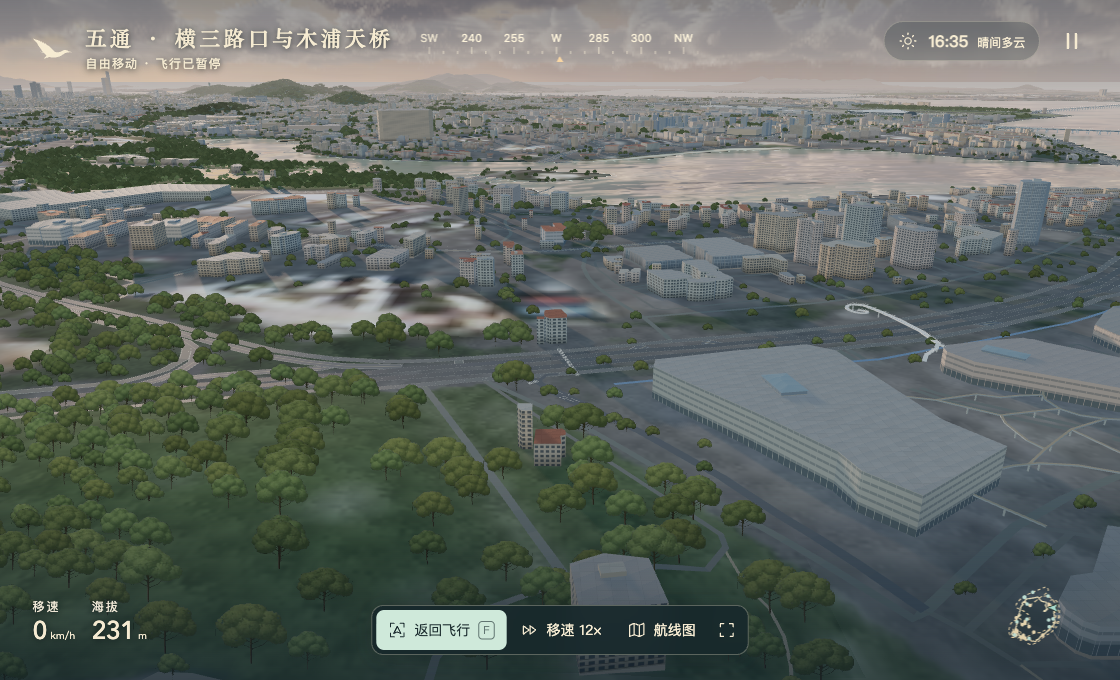 五通 · 横三路口与木浦天桥
自由移动 · 飞行已暂停
SW 240 255 W 285 300 NW
16:35 晴间多云
移速 海拔
0 km/h 231 m
A 返回飞行 F 移速 12x 航线图